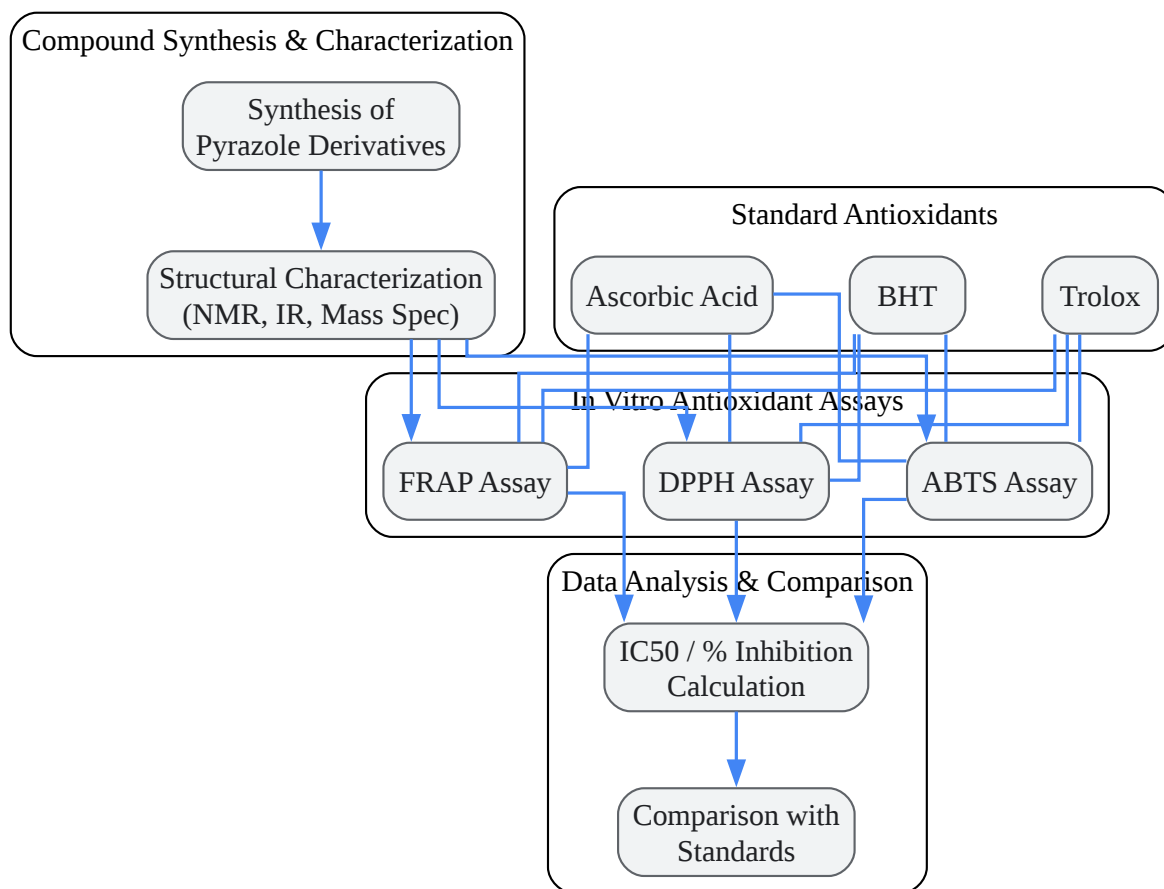 Compound Synthesis & Characterization
Synthesis of
Pyrazole Derivatives
Structural Characterization
(NMR, IR, Mass Spec)
Standard Antioxidants
Ascorbic Acid
BHT
Trolox
In Vitro Antioxidant Assays
FRAP Assay
DPPH Assay
ABTS Assay
Data Analysis & Comparison
IC50 / % Inhibition
Calculation
Comparison with
Standards